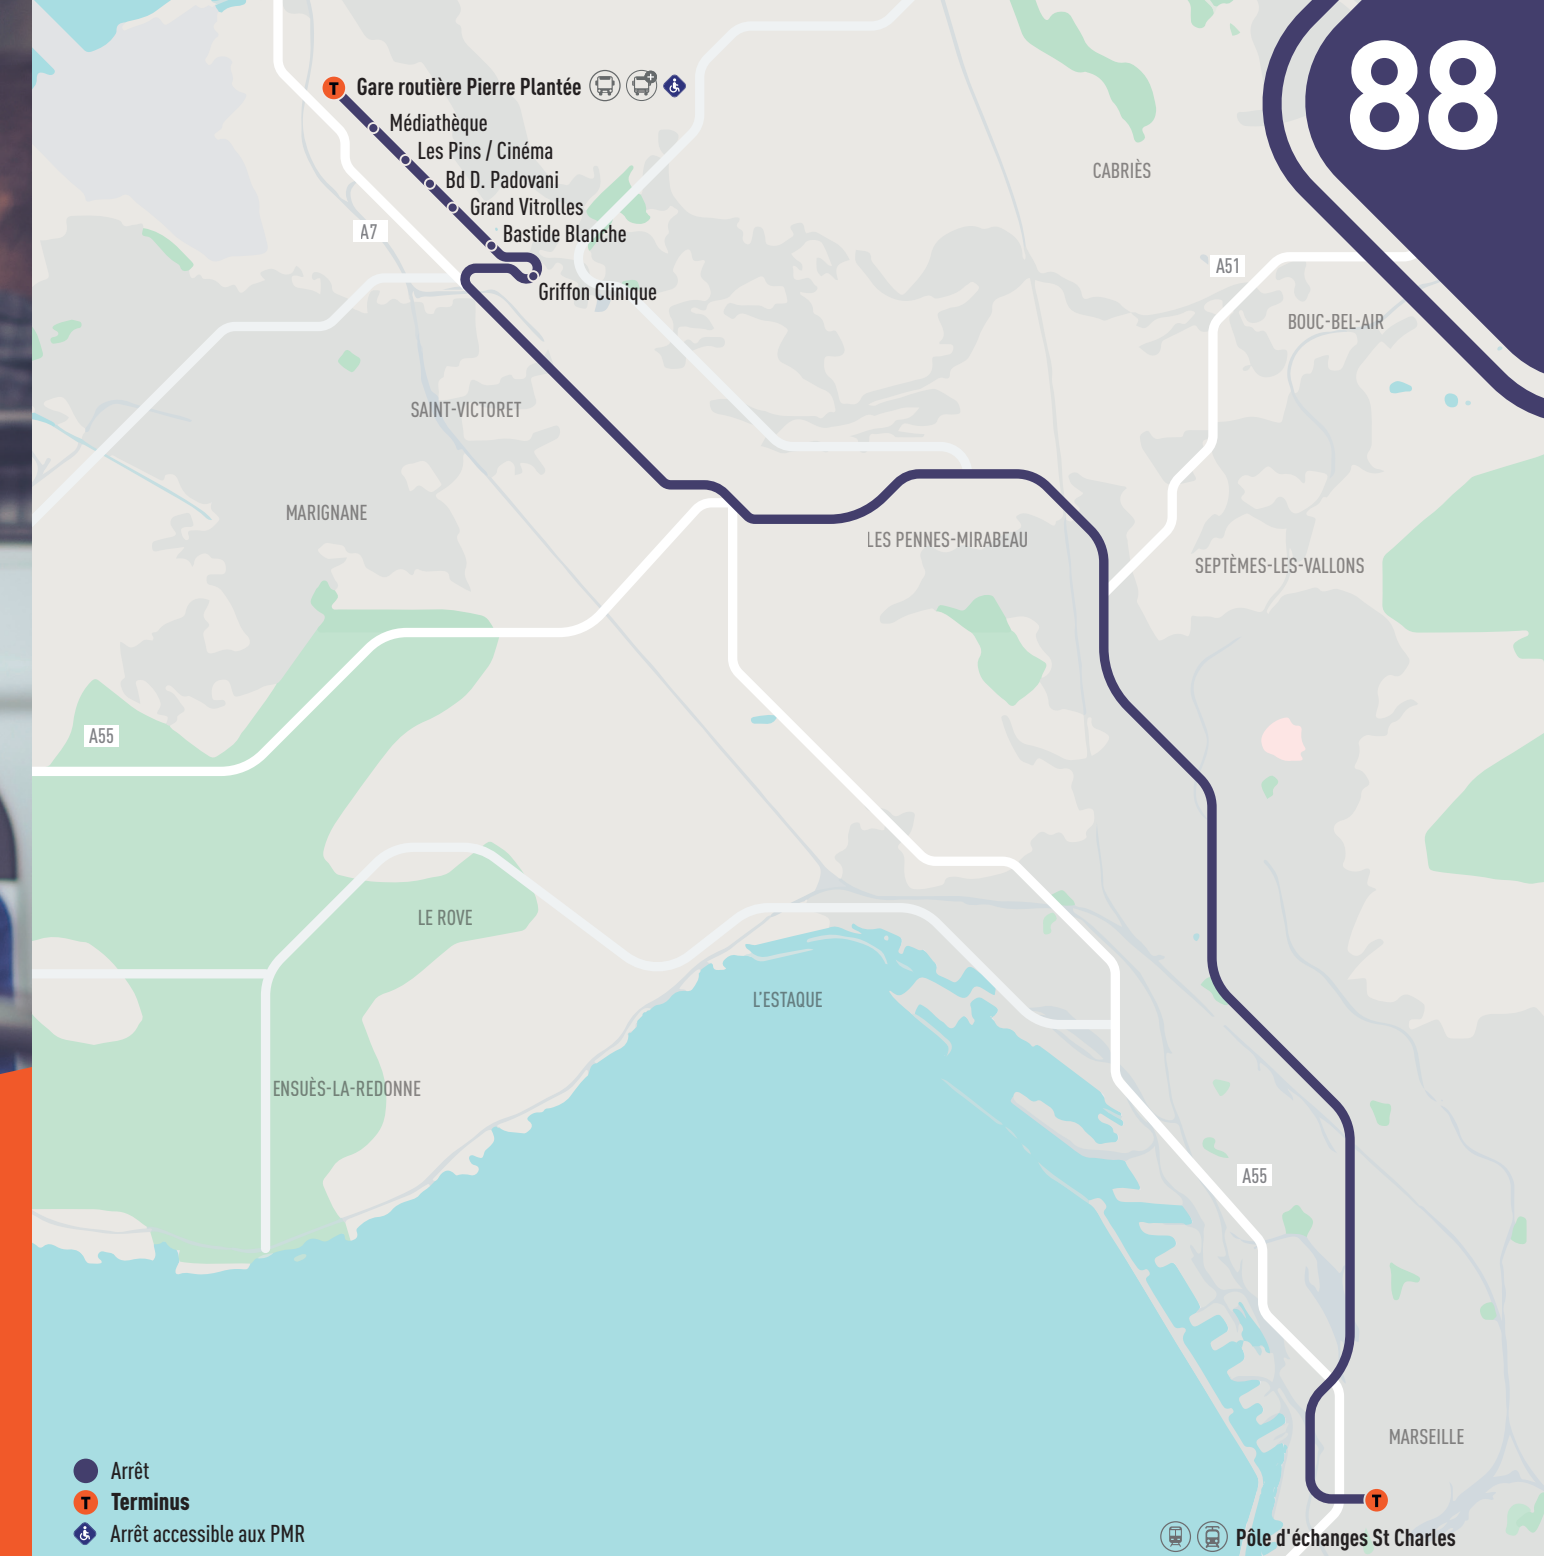 88
T Gare routière Pierre Plantée
Médiathèque
Les Pins / Cinéma
Bd D. Padovani
Grand Vitrolles
Bastide Blanche
Griffon Clinique
CABRIÈS
A7
A51
BOUC-BEL-AIR
SAINT-VICTORET
MARIGNANE
LES PENNES-MIRABEAU
SEPTÈMES-LES-VALLONS
A55
LE ROVE
L'ESTAQUE
ENSUÈS-LA-REDONNE
A55
MARSEILLE
T
Pôle d'échanges St Charles
Arrêt
T Terminus
Arrêt accessible aux PMR